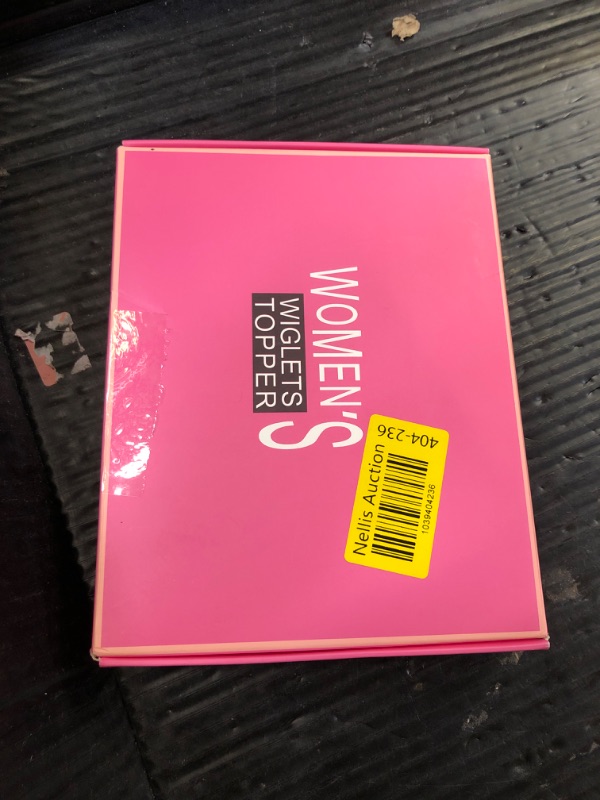 WOMEN'S
WIGLETS
TOPPER
404-236
Nellis Auction
1039404236